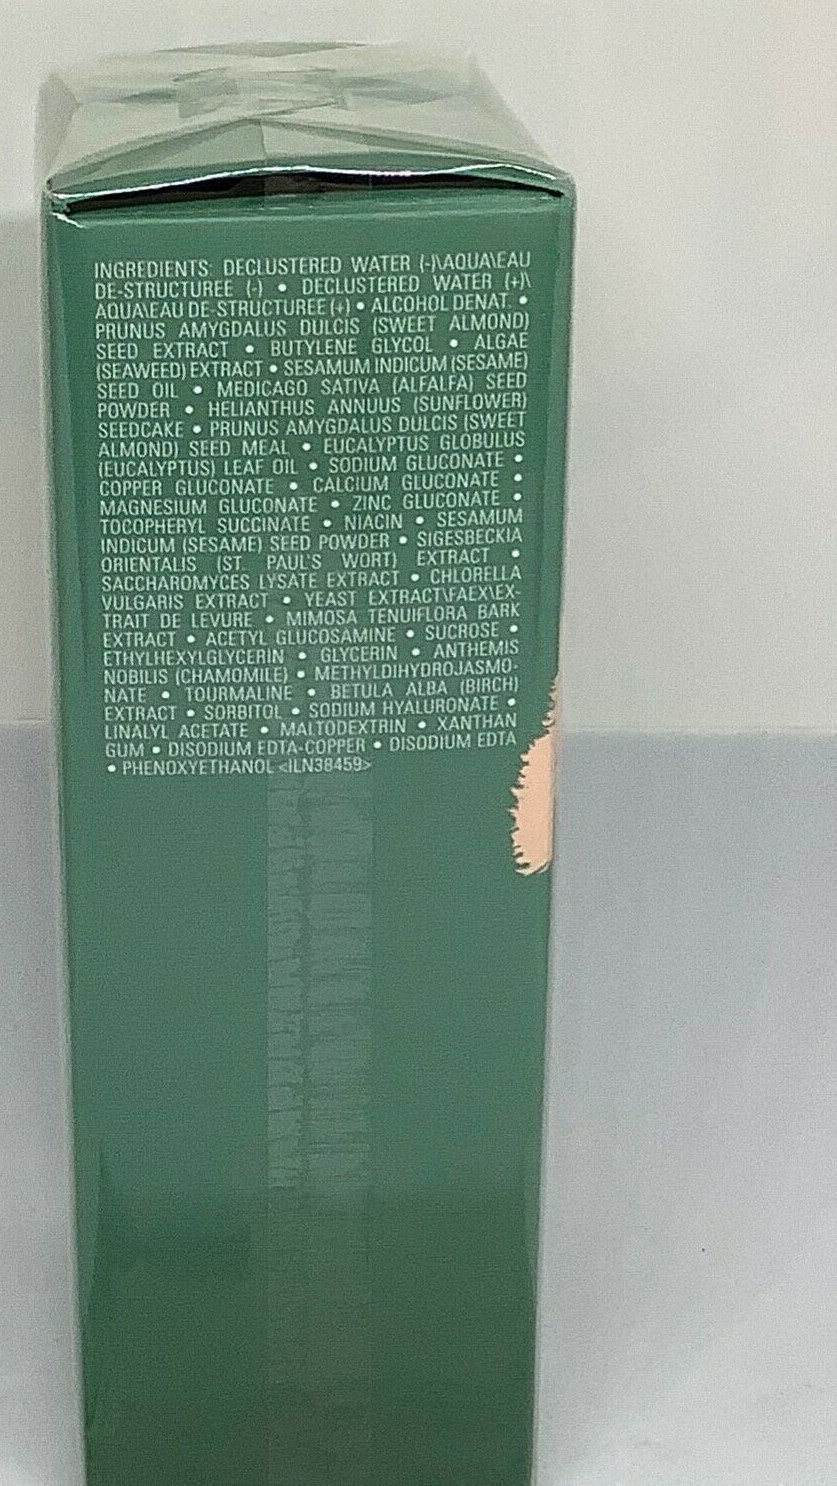 INGREDIENTS: DECLUSTERED WATER (-)\AQUA\EAU
DE-STRUCTUREE (-) • DECLUSTERED WATER (+)\
AQUA\EAU DE-STRUCTUREE (+) • ALCOHOL DENAT. •
PRUNUS AMYGDALUS DULCIS (SWEET ALMOND)
SEED EXTRACT • BUTYLENE GLYCOL • ALGAE
(SEAWEED) EXTRACT • SESAMUM INDICUM (SESAME)
SEED OIL • MEDICAGO SATIVA (ALFALFA) SEED
POWDER • HELIANTHUS ANNUUS (SUNFLOWER)
SEEDCAKE • PRUNUS AMYGDALUS DULCIS (SWEET
ALMOND) SEED MEAL • EUCALYPTUS GLOBULUS
(EUCALYPTUS) LEAF OIL • SODIUM GLUCONATE •
COPPER GLUCONATE • CALCIUM GLUCONATE •
MAGNESIUM GLUCONATE • ZINC GLUCONATE •
TOCOPHERYL SUCCINATE • NIACIN • SESAMUM
INDICUM (SESAME) SEED POWDER • SIGESBECKIA
ORIENTALIS (ST. PAUL'S WORT) EXTRACT •
SACCHAROMYCES LYSATE EXTRACT • CHLORELLA
VULGARIS EXTRACT • YEAST EXTRACT\FAEX\EX-
TRAIT DE LEVURE • MIMOSA TENUIFLORA BARK
EXTRACT • ACETYL GLUCOSAMINE • SUCROSE •
ETHYLHEXYLGLYCERIN • GLYCERIN • ANTHEMIS
NOBILIS (CHAMOMILE) • METHYLDIHYDROJASMO-
NATE • TOURMALINE • BETULA ALBA (BIRCH)
EXTRACT • SORBITOL • SODIUM HYALURONATE •
LINALYL ACETATE • MALTODEXTRIN • XANTHAN
GUM • DISODIUM EDTA-COPPER • DISODIUM EDTA
• PHENOXYETHANOL <ILN38459>